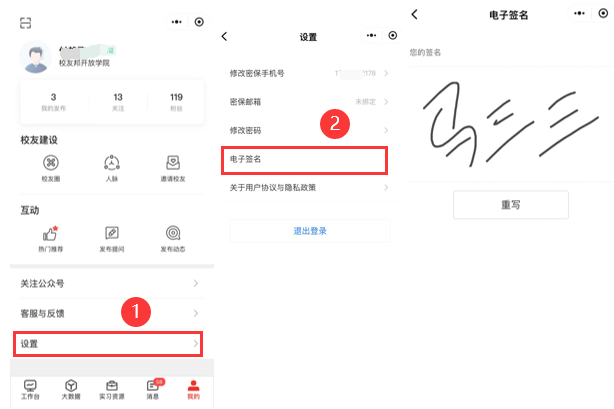 校友邦开放学院
3
13
119
我的发布
关注
粉丝
校友建设
校友圈
人脉
邀请校友
互动
热门推荐
发布提问
发布动态
关注公众号
客服与反馈
1
设置
58
工作台
大数据
实习资源
消息
我的
设置
修改密保手机号
密保邮箱
未绑定
修改密码
2
电子签名
关于用户协议与隐私政策
退出登录
电子签名
您的签名
重写